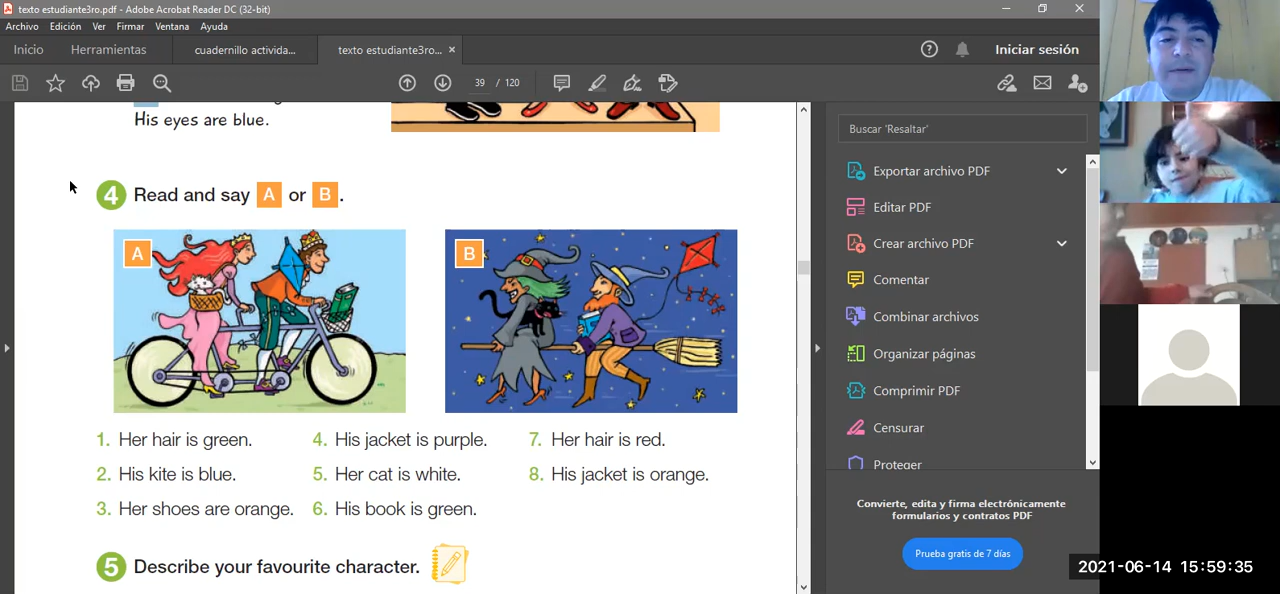 texto estudiante3ro.pdf - Adobe Acrobat Reader DC (32-bit)
Archivo Edición Ver Firmar Ventana Ayuda
Inicio Herramientas cuadernillo activida... texto estudiante3ro... × Iniciar sesión
39 / 120
His eyes are blue.
4 Read and say A or B.
A B
1. Her hair is green. 4. His jacket is purple. 7. Her hair is red.
2. His kite is blue. 5. Her cat is white. 8. His jacket is orange.
3. Her shoes are orange. 6. His book is green.
5 Describe your favourite character.
Buscar 'Resaltar'
Exportar archivo PDF
Editar PDF
Crear archivo PDF
Comentar
Combinar archivos
Organizar páginas
Comprimir PDF
Censurar
Proteger
Convierte, edita y firma electrónicamente
formularios y contratos PDF
Prueba gratis de 7 días
2021-06-14 15:59:35